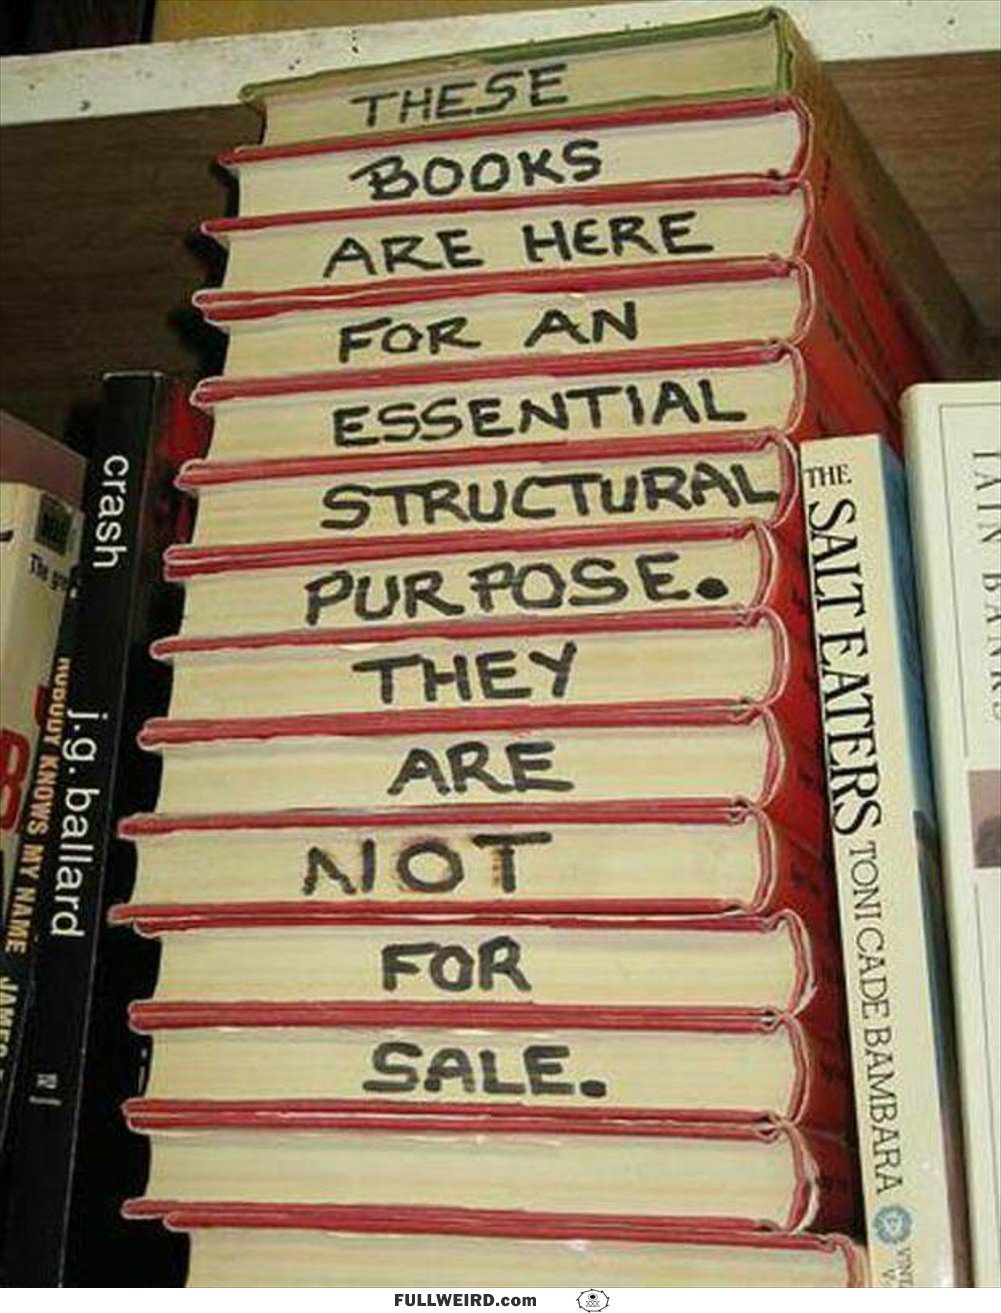 THESE
BOOKS
ARE HERE
FOR AN
ESSENTIAL
STRUCTURAL
PURPOSE.
THEY
ARE
NOT
FOR
SALE.
crash j.g.ballard
NOBODY KNOWS MY NAME
THE SALT EATERS TONI CADE BAMBARA
FULLWEIRD.com